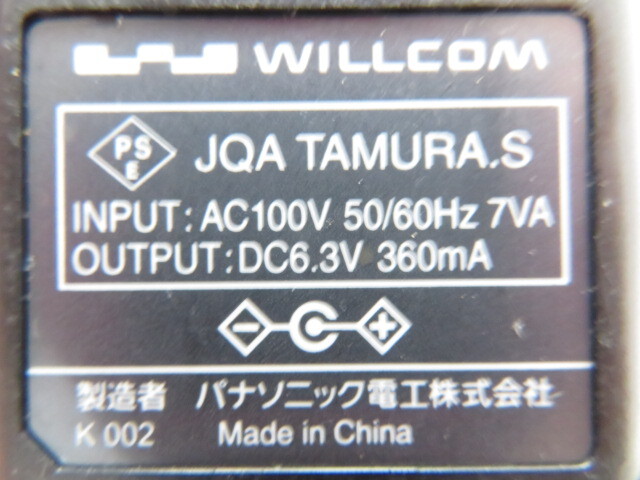 WILLCOM
PS
E
JQA TAMURA.S
INPUT: AC100V 50/60Hz 7VA
OUTPUT: DC6.3V 360mA
製造者 パナソニック電工株式会社
K 002 Made in China